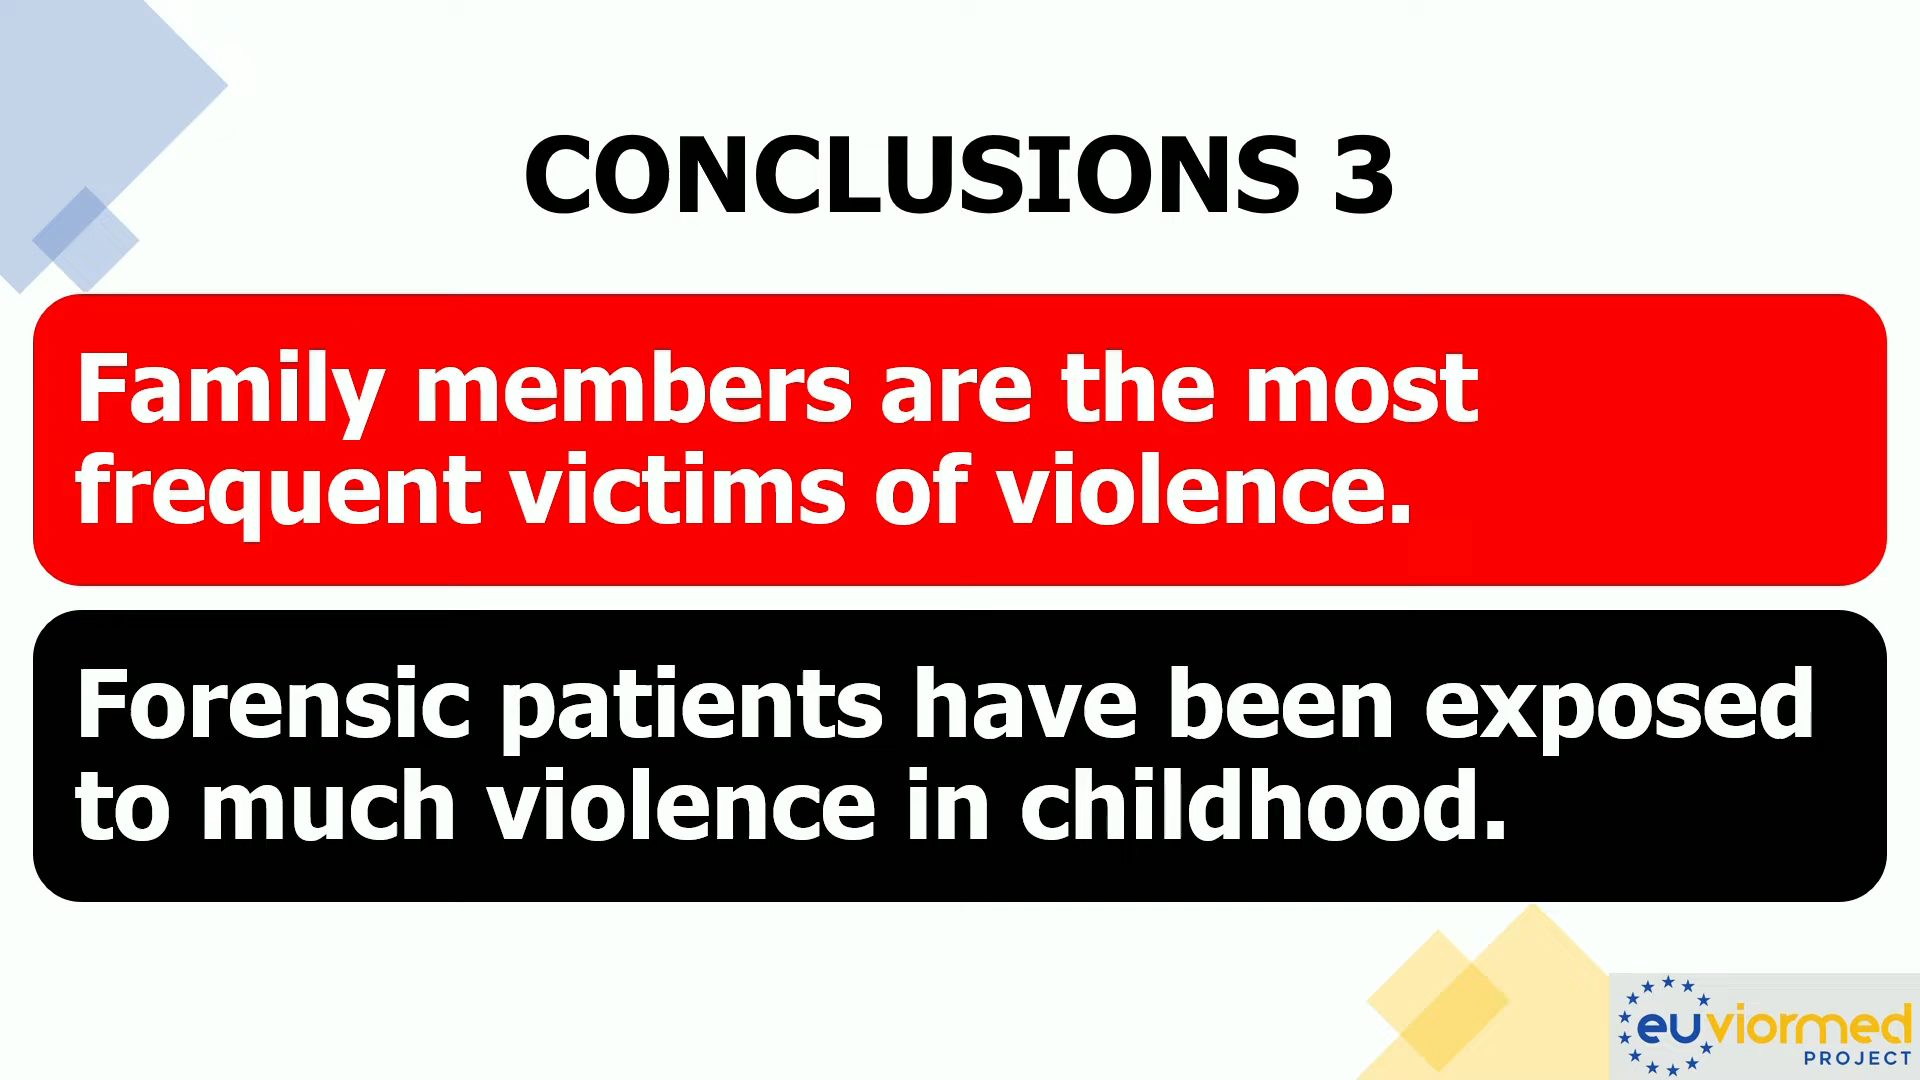 CONCLUSIONS 3
Family members are the most
frequent victims of violence.
Forensic patients have been exposed
to much violence in childhood.
euviormed
PROJECT